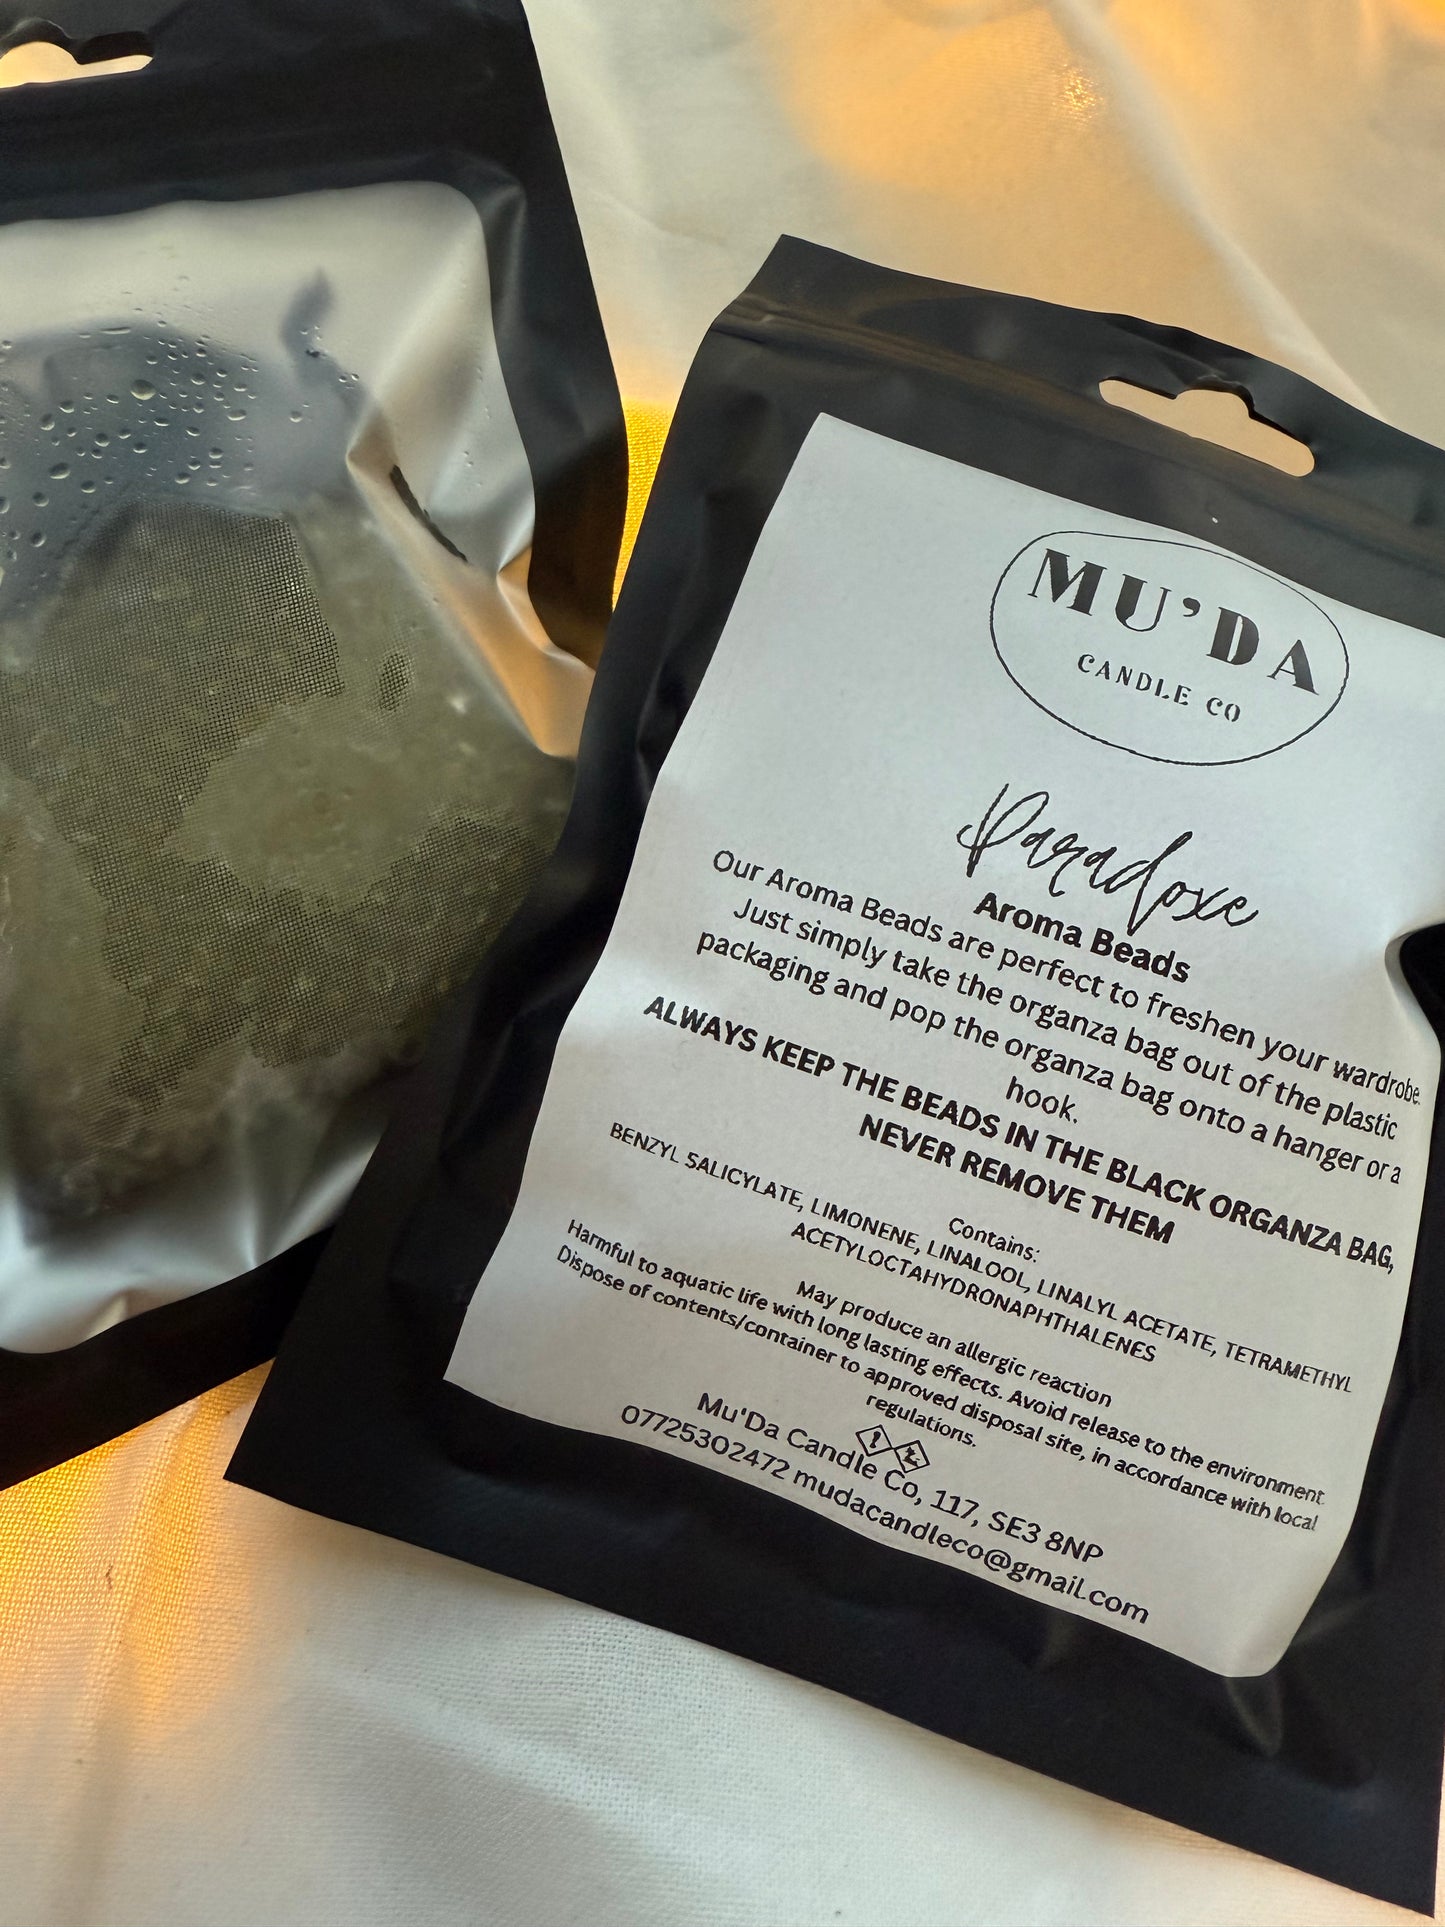 MU'DA
CANDLE CO
Paradoxe
Aroma Beads
Our Aroma Beads are perfect to freshen your wardrobe.
Just simply take the organza bag out of the plastic
packaging and pop the organza bag onto a hanger or a
hook.
ALWAYS KEEP THE BEADS IN THE BLACK ORGANZA BAG,
NEVER REMOVE THEM
Contains:
BENZYL SALICYLATE, LIMONENE, LINALOOL, LINALYL ACETATE, TETRAMETHYL
ACETYLOCTAHYDRONAPHTHALENES
May produce an allergic reaction
Harmful to aquatic life with long lasting effects. Avoid release to the environment.
Dispose of contents/container to approved disposal site, in accordance with local
regulations.
Mu'Da Candle Co, 117, SE3 8NP
07725302472 mudacandleco@gmail.com